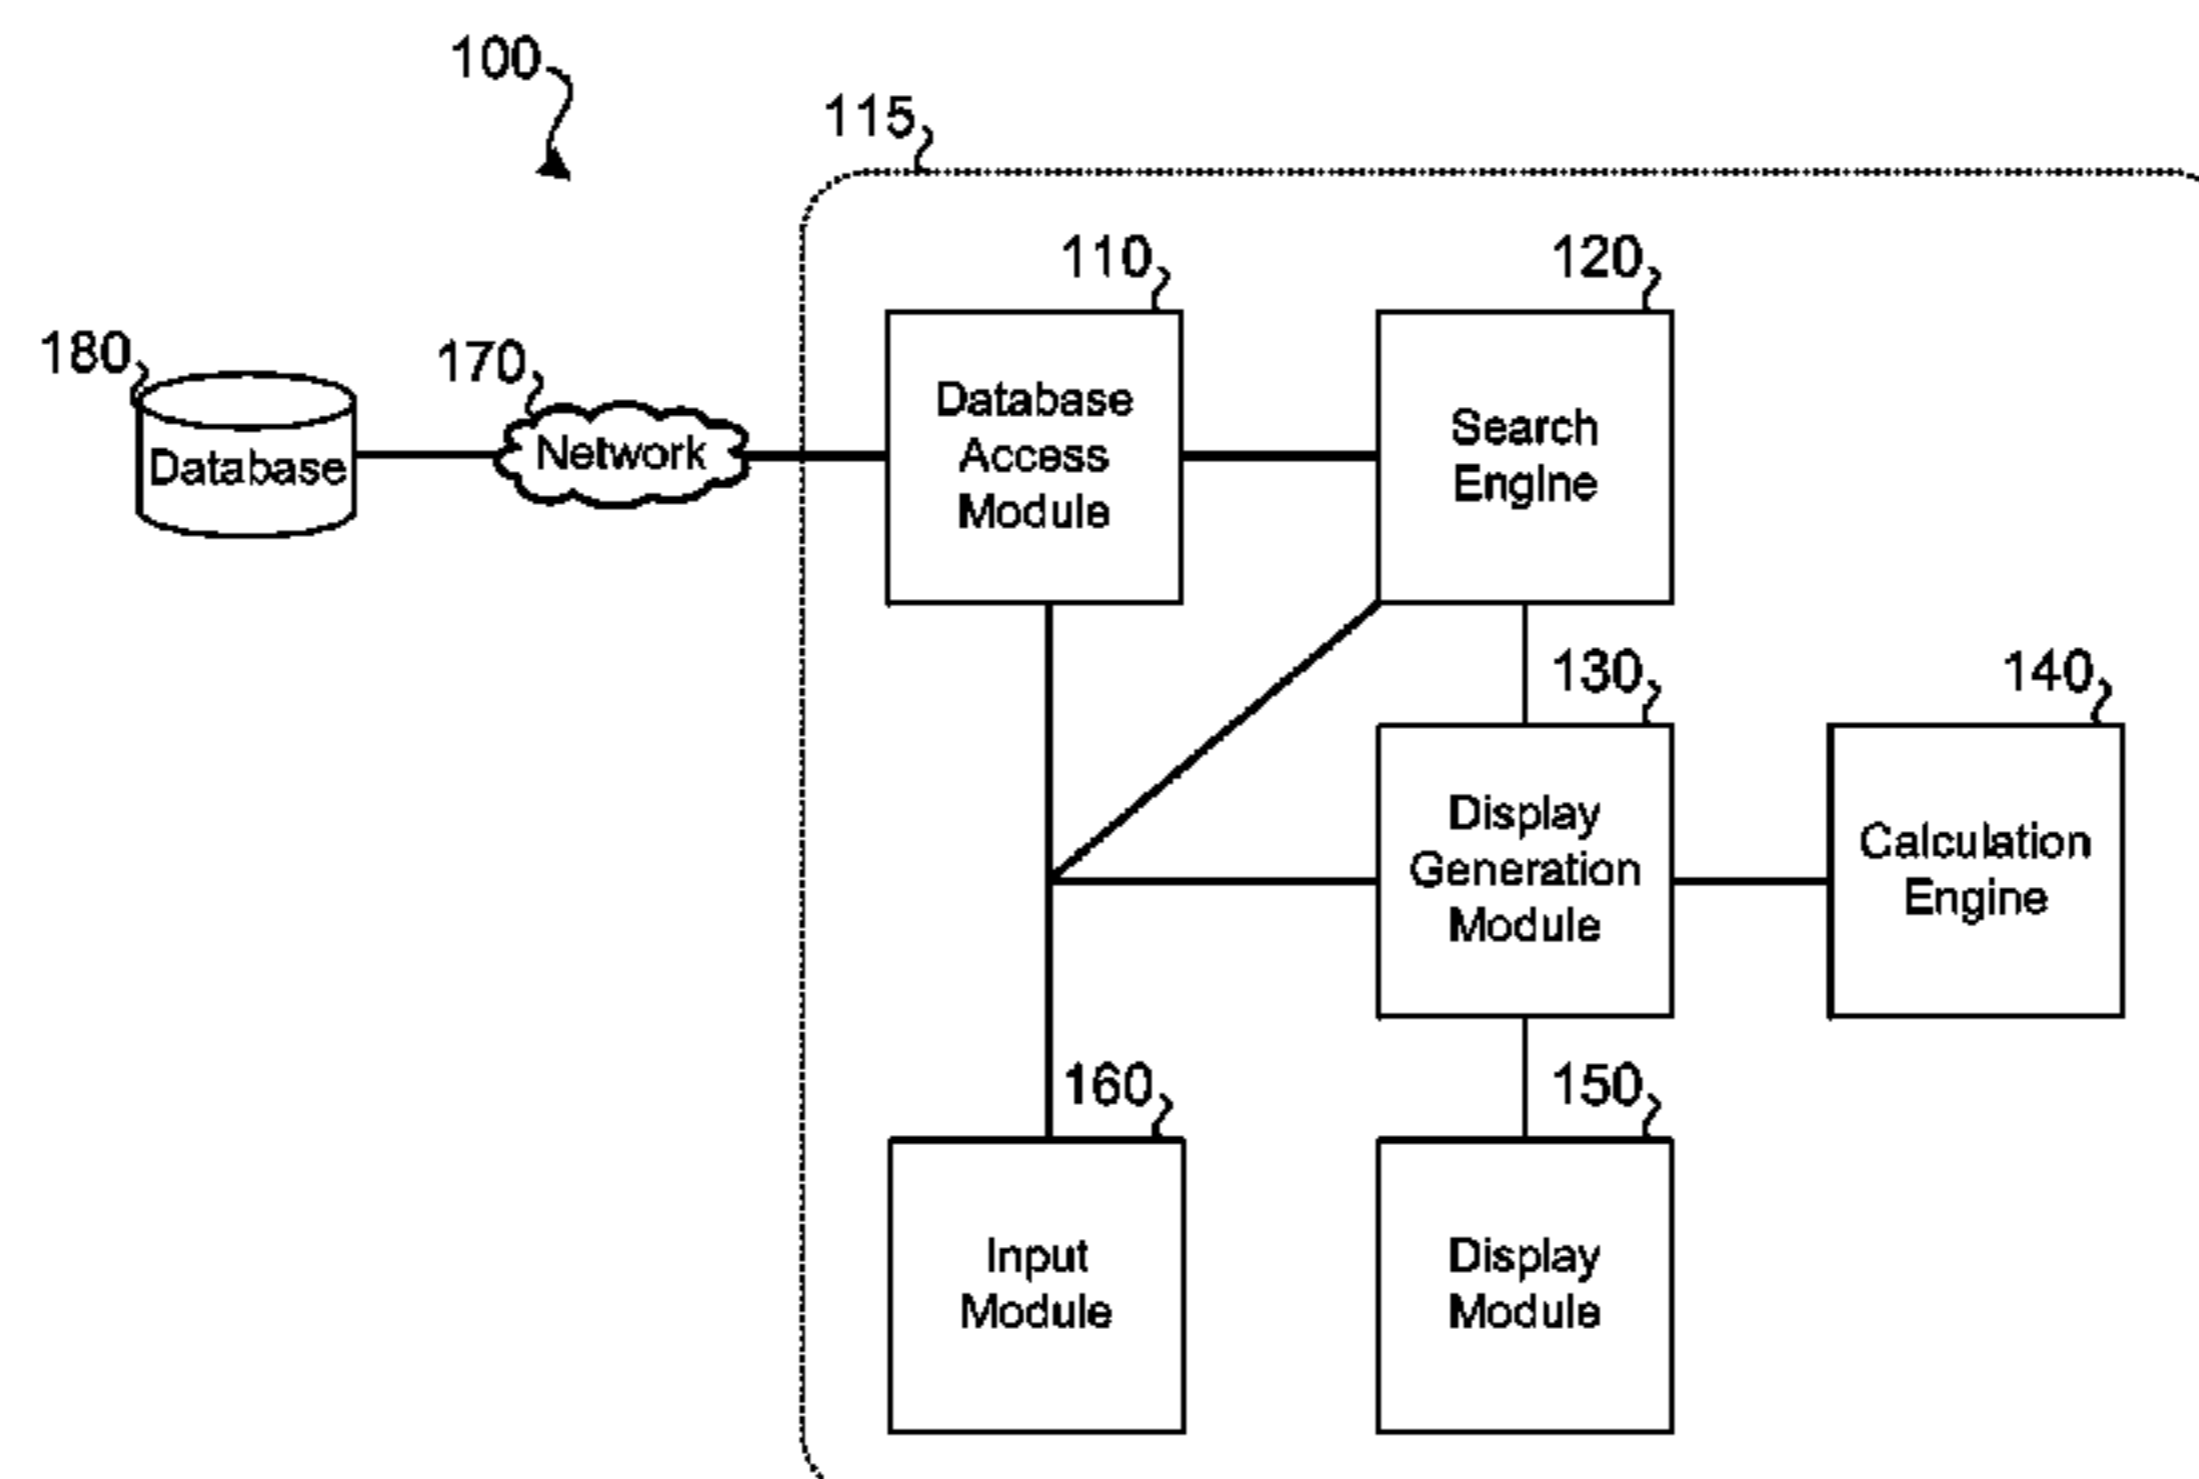 100
115
110
120
180
170
Database
Access
Module
Search
Engine
Network
Database
130
140
Display
Generation
Module
Calculation
Engine
160
150
Input
Module
Display
Module